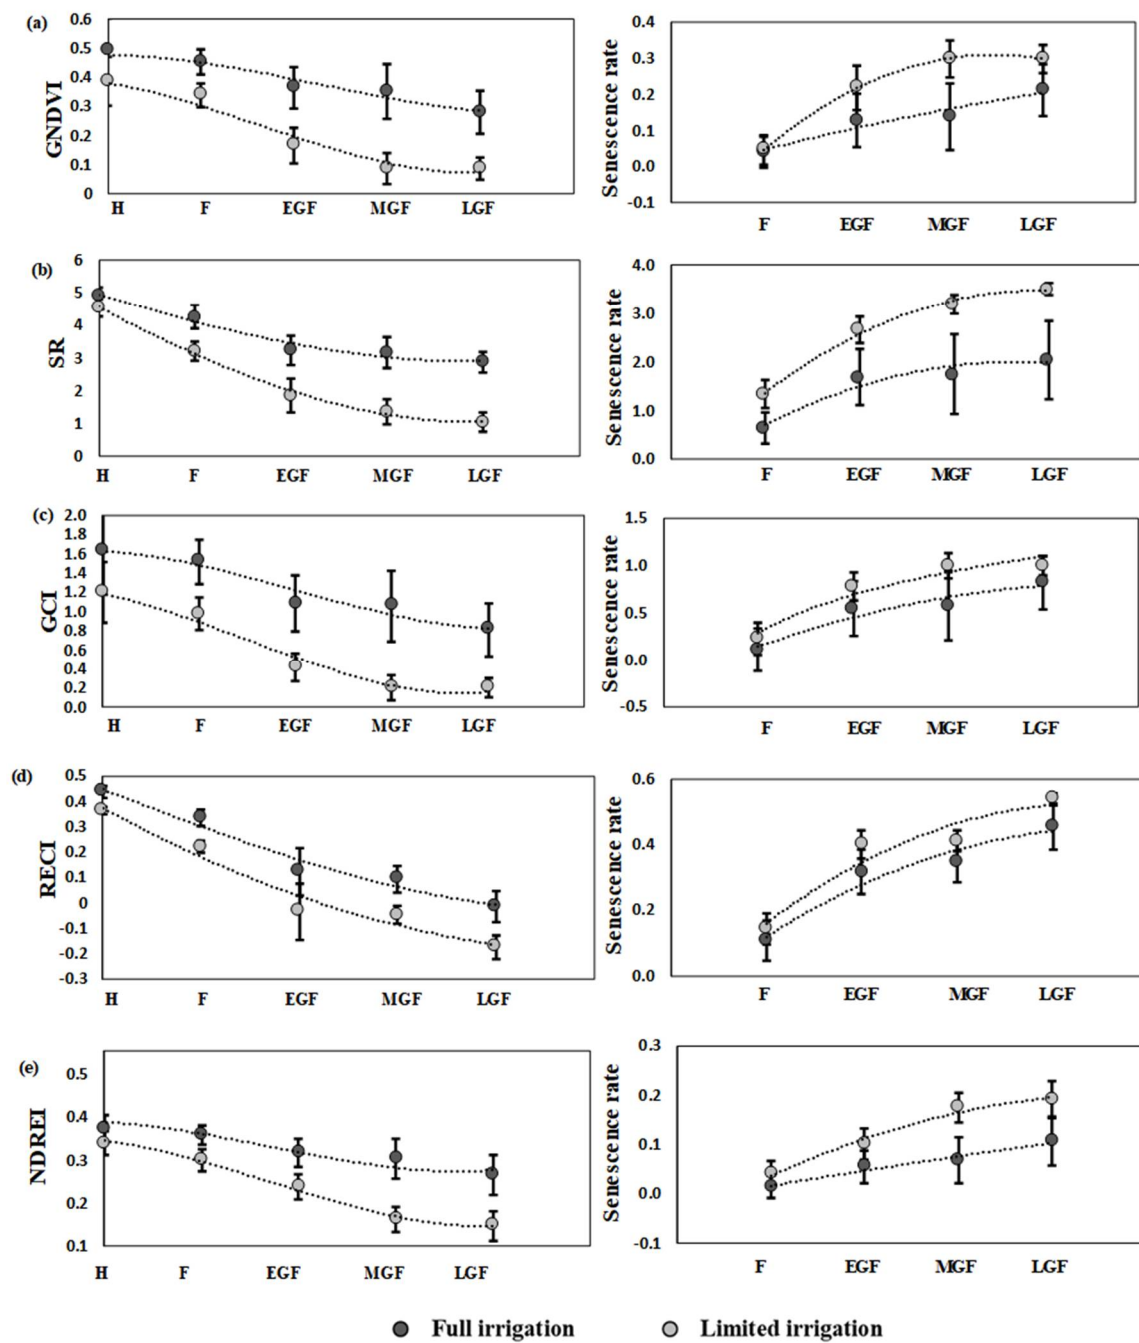 (a)
GNDVI
0.6
0.5
0.4
0.3
0.2
0.1
0
H F EGF MGF LGF
Senescence rate
0.4
0.3
0.2
0.1
0.0
-0.1
F EGF MGF LGF
(b)
SR
6
5
4
3
2
1
0
H F EGF MGF LGF
Senescence rate
4.0
3.0
2.0
1.0
0.0
F EGF MGF LGF
(c)
GCI
2.0
1.8
1.6
1.4
1.2
1.0
0.8
0.6
0.4
0.2
0.0
H F EGF MGF LGF
Senescence rate
1.5
1.0
0.5
0.0
-0.5
F EGF MGF LGF
(d)
RECI
0.5
0.4
0.3
0.2
0.1
0
-0.1
-0.2
-0.3
H F EGF MGF LGF
Senescence rate
0.6
0.4
0.2
0.0
F EGF MGF LGF
(e)
NDREI
0.5
0.4
0.3
0.2
0.1
H F EGF MGF LGF
Senescence rate
0.3
0.2
0.1
0.0
-0.1
F EGF MGF LGF
Full irrigation Limited irrigation